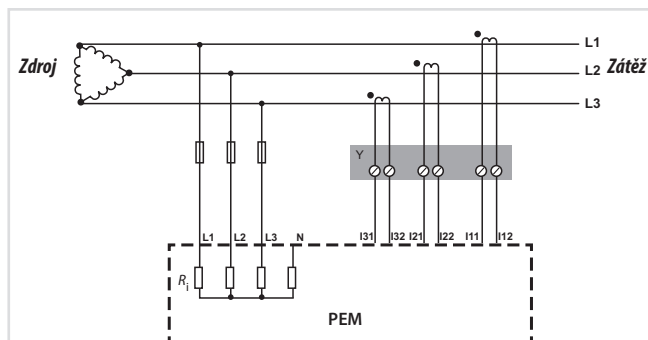 L1
Zdroj L2 Zátěž
L3
Y
L1 L2 L3 N I31 I32 I21 I22 I11 I12
Ri
PEM